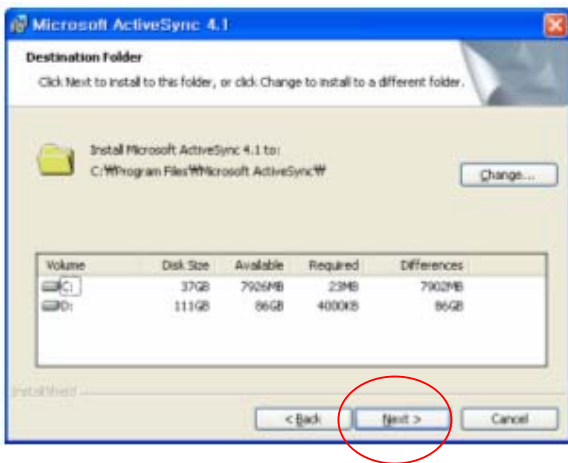 Microsoft ActiveSync 4.1
Destination Folder
Click Next to install to this folder, or click Change to install to a different folder.
Install Microsoft ActiveSync 4.1 to:
C:₩Program Files₩Microsoft ActiveSync₩
Change...
Volume Disk Size Available Required Differences
C: 37GB 7926MB 23MB 7902MB
D: 111GB 86GB 4000KB 86GB
InstallShield
< Back Next > Cancel